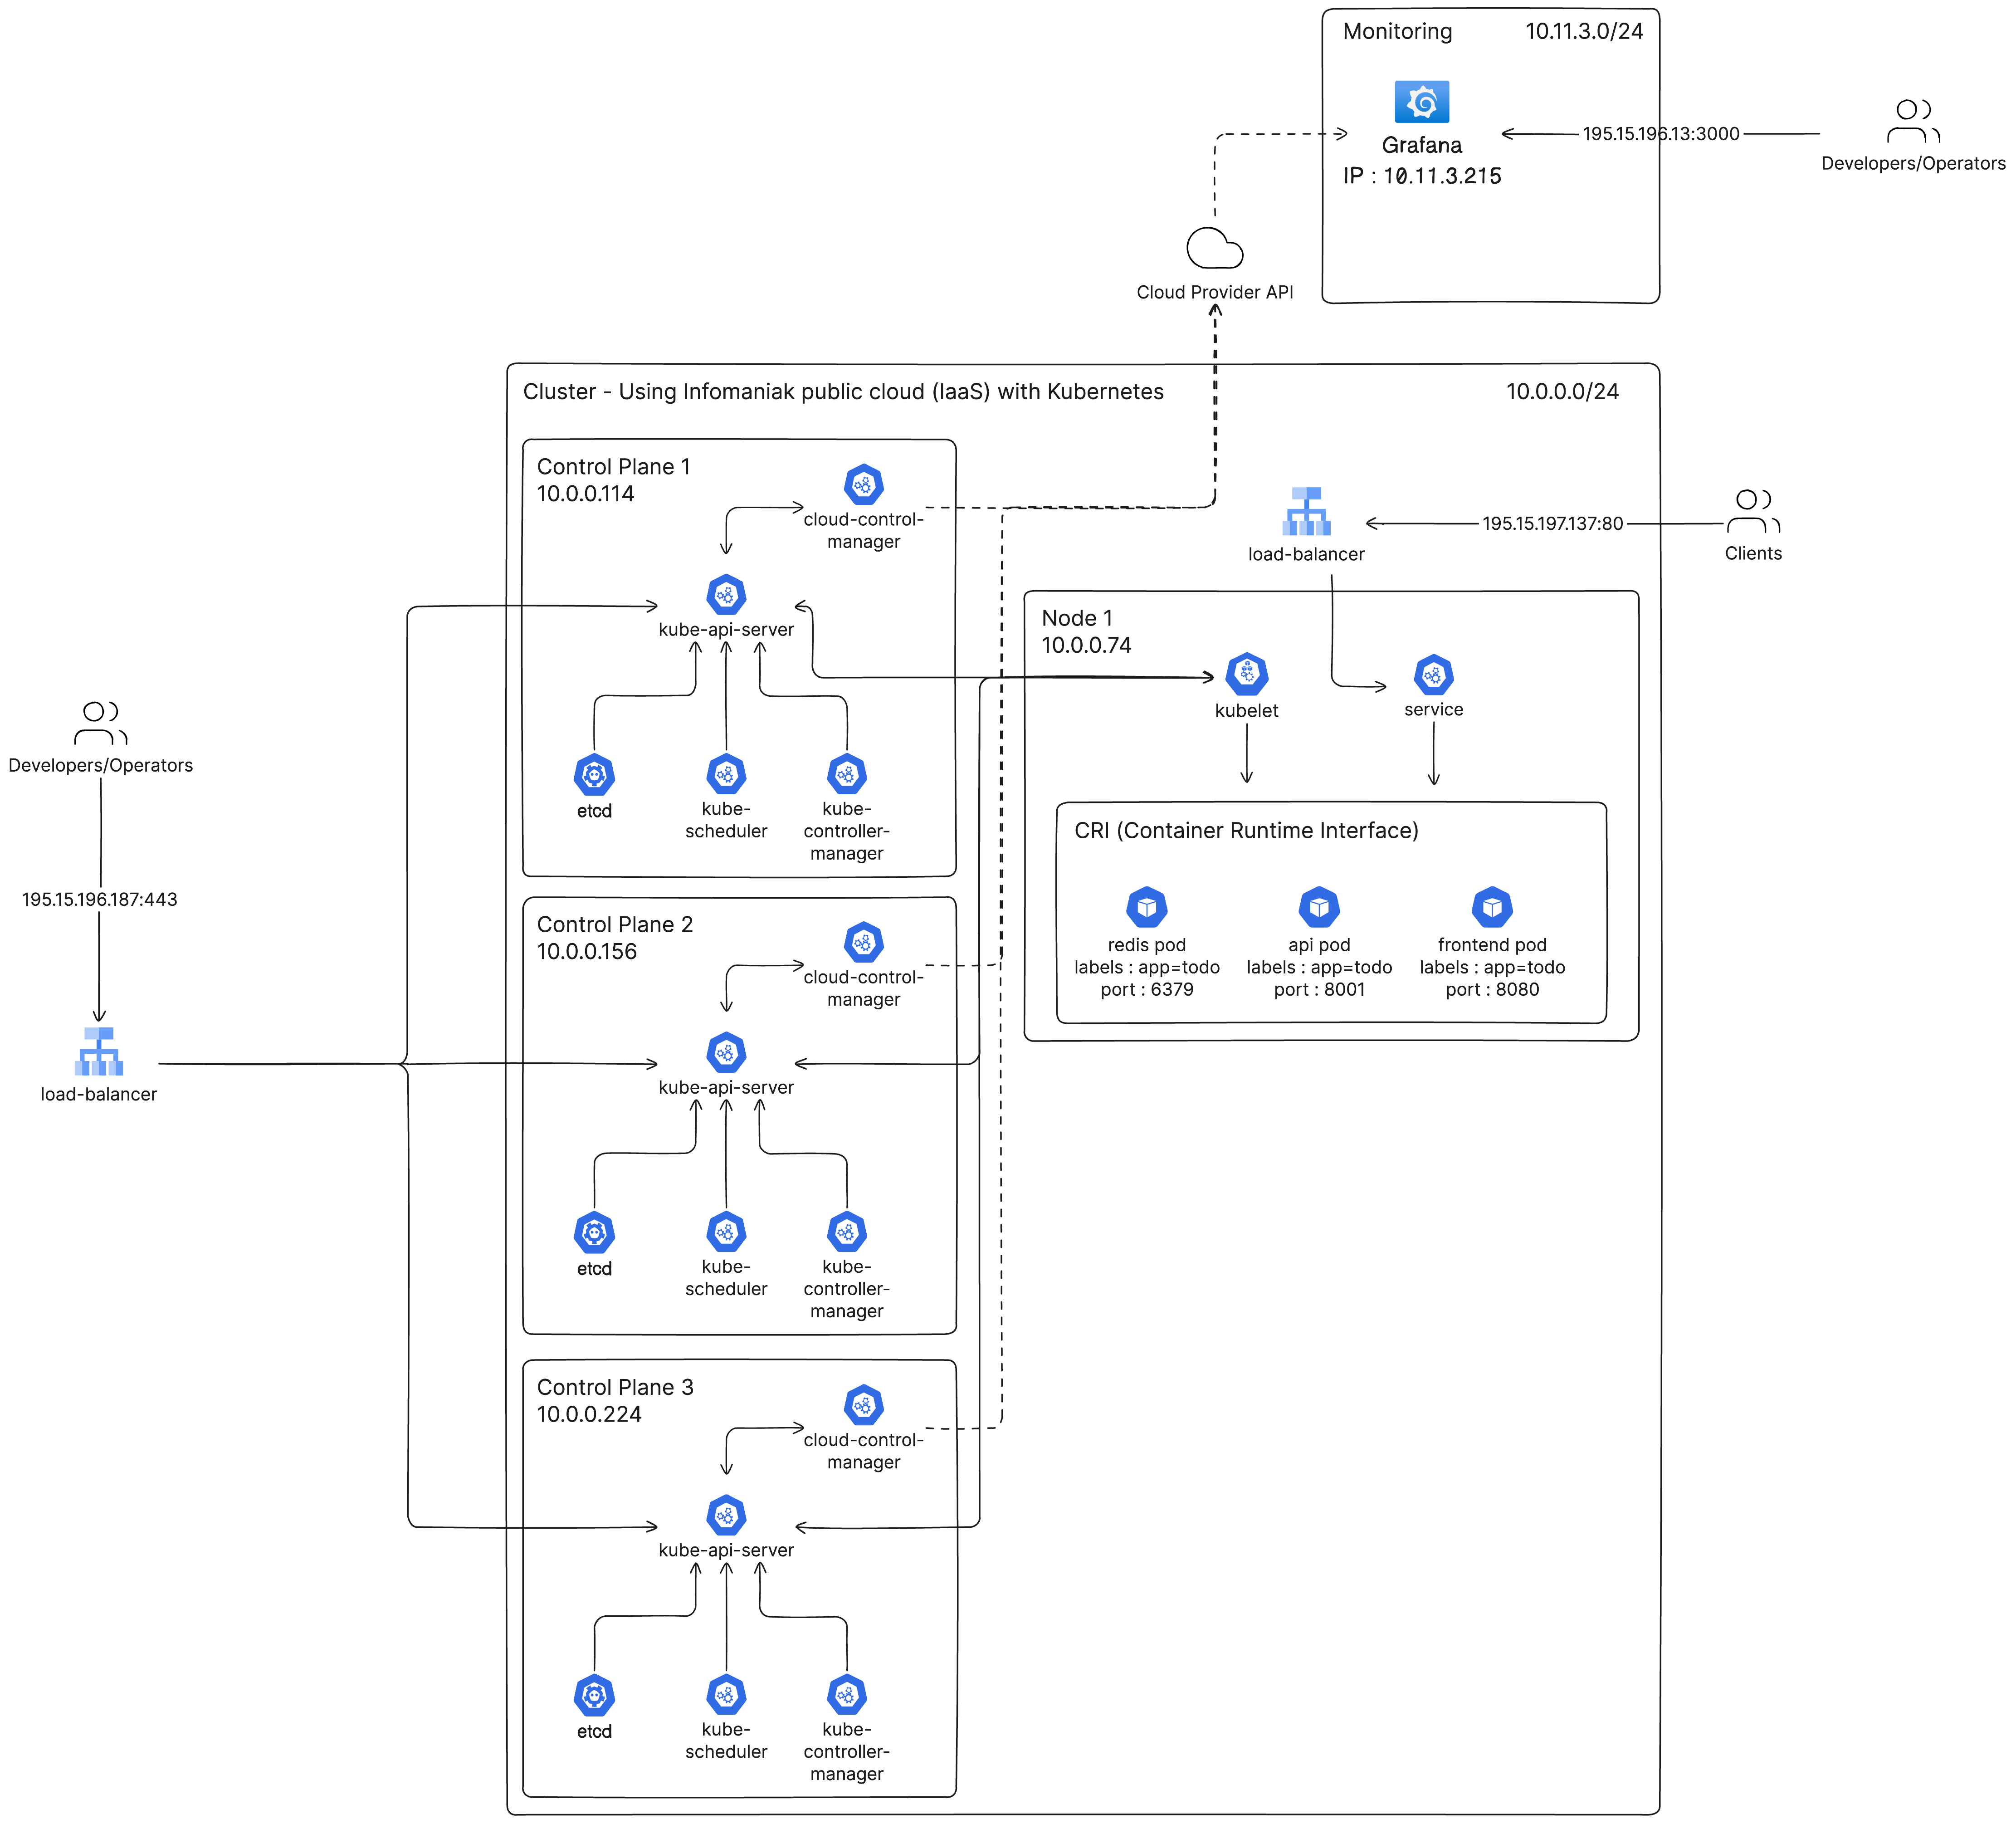 Monitoring
10.11.3.0/24
Grafana
IP : 10.11.3.215
195.15.196.13:3000
Developers/Operators
Cloud Provider API
Cluster - Using Infomaniak public cloud (IaaS) with Kubernetes
10.0.0.0/24
Control Plane 1
10.0.0.114
cloud-control-
manager
kube-api-server
etcd
kube-
scheduler
kube-
controller-
manager
load-balancer
195.15.197.137:80
Clients
Node 1
10.0.0.74
kubelet
service
CRI (Container Runtime Interface)
redis pod
labels : app=todo
port : 6379
api pod
labels : app=todo
port : 8001
frontend pod
labels : app=todo
port : 8080
Developers/Operators
195.15.196.187:443
load-balancer
Control Plane 2
10.0.0.156
cloud-control-
manager
kube-api-server
etcd
kube-
scheduler
kube-
controller-
manager
Control Plane 3
10.0.0.224
cloud-control-
manager
kube-api-server
etcd
kube-
scheduler
kube-
controller-
manager